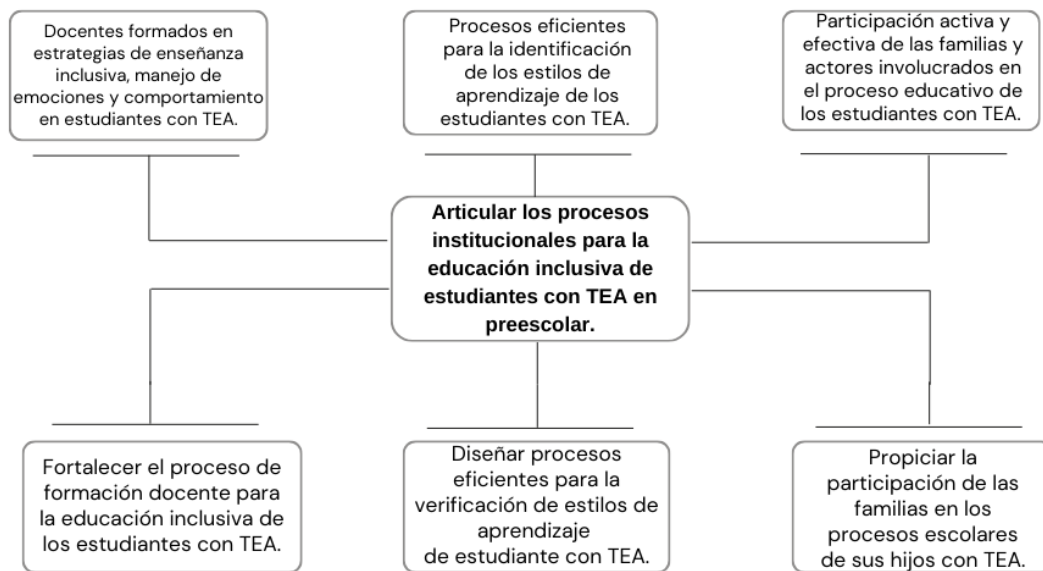 Docentes formados en
estrategias de enseñanza
inclusiva, manejo de
emociones y comportamiento
en estudiantes con TEA.
Procesos eficientes
para la identificación
de los estilos de
aprendizaje de los
estudiantes con TEA.
Participación activa y
efectiva de las familias y
actores involucrados en
el proceso educativo de
los estudiantes con TEA.
Articular los procesos
institucionales para la
educación inclusiva de
estudiantes con TEA en
preescolar.
Fortalecer el proceso de
formación docente para
la educación inclusiva de
los estudiantes con TEA.
Diseñar procesos
eficientes para la
verificación de estilos de
aprendizaje
de estudiante con TEA.
Propiciar la
participación de las
familias en los
procesos escolares
de sus hijos con TEA.